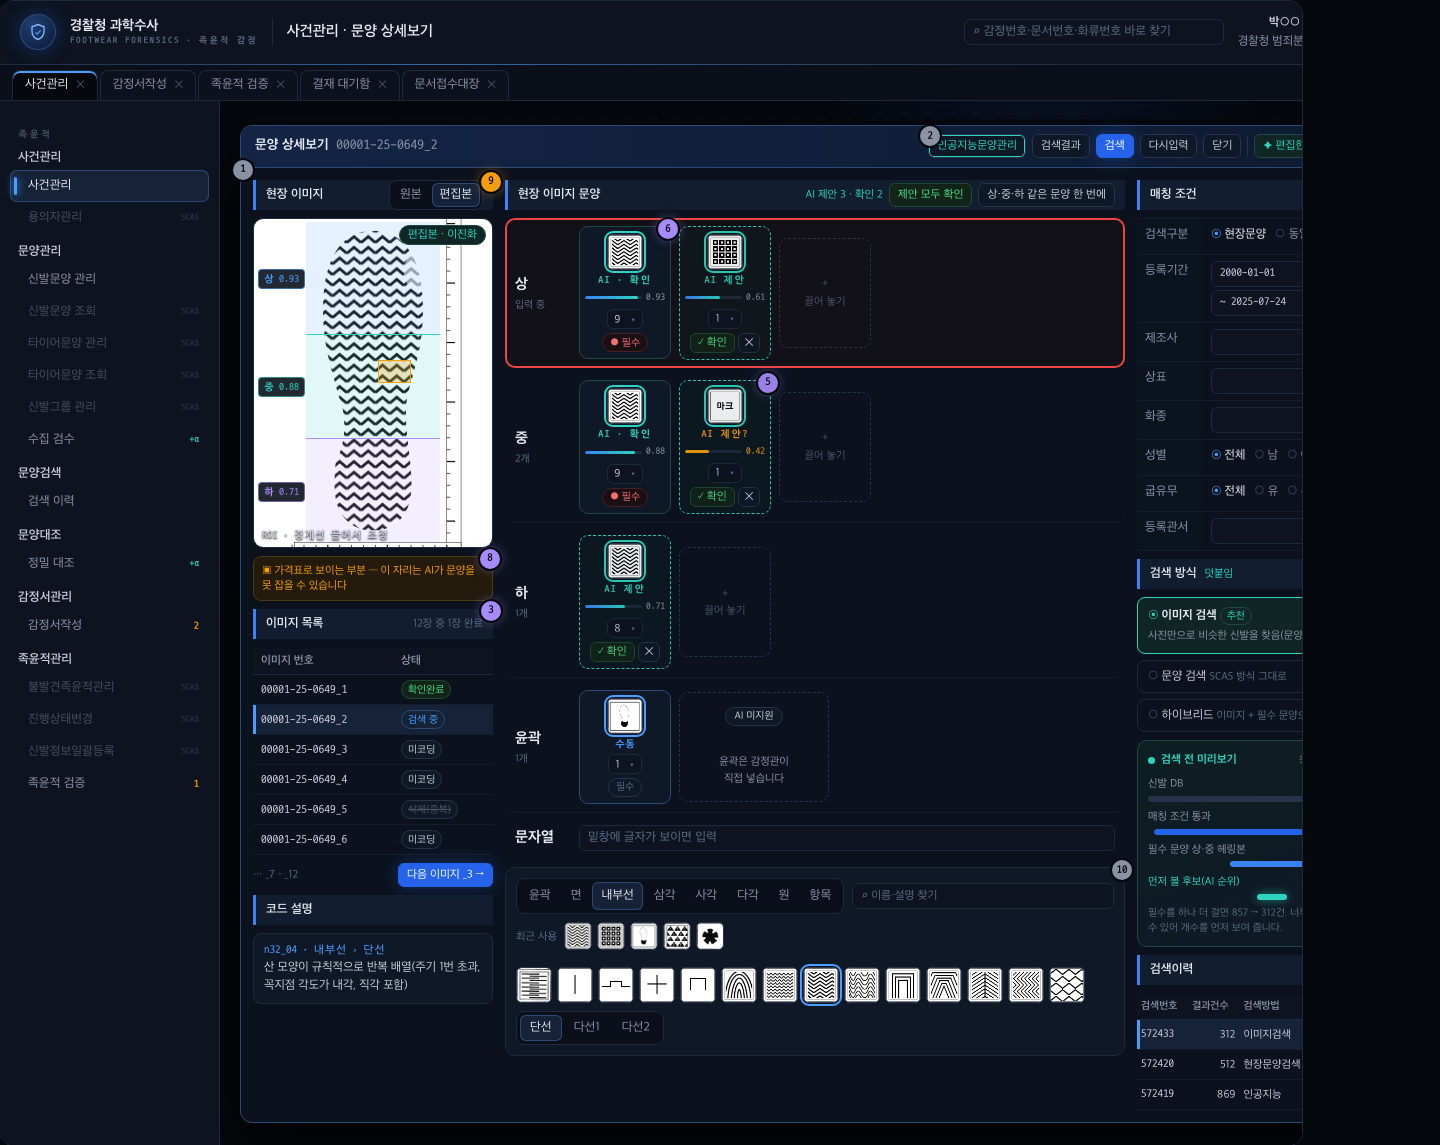 경찰청 과학수사
FOOTWEAR FORENSICS · 족윤적 감정
사건관리 · 문양 상세보기
감정번호·문서번호·화류번호 바로 찾기
박○○
경찰청 범죄분
사건관리 ×
감정서작성 ×
족윤적 검증 ×
결재 대기함 ×
문서접수대장 ×
족윤적
사건관리
사건관리
용의자관리 SCAS
문양관리
신발문양 관리
신발문양 조회 SCAS
타이어문양 관리 SCAS
타이어문양 조회 SCAS
신발그룹 관리 SCAS
수집 검수 +α
문양검색
검색 이력
문양대조
정밀 대조 +α
감정서관리
감정서작성 2
족윤적관리
불발견족윤적관리 SCAS
진행상태변경 SCAS
신발정보일괄등록 SCAS
족윤적 검증 1
문양 상세보기 00001-25-0649_2
2
인공지능문양관리
검색결과
검색
다시입력
닫기
✦ 편집한
1
현장 이미지
원본
편집본
9
편집본 · 이진화
상 0.93
중 0.88
하 0.71
ROI · 경계선 끌어서 조정
8
▣ 가격표로 보이는 부분 — 이 자리는 AI가 문양을
못 잡을 수 있습니다
3
이미지 목록
12장 중 1장 완료
이미지 번호 상태
00001-25-0649_1 확인완료
00001-25-0649_2 검색 중
00001-25-0649_3 미코딩
00001-25-0649_4 미코딩
00001-25-0649_5 삭제(중복)
00001-25-0649_6 미코딩
··· _7 - _12
다음 이미지 _3 →
코드 설명
n32_04 · 내부선 › 단선
산 모양이 규칙적으로 반복 배열(주기 1번 초과,
꼭지점 각도가 내각, 직각 포함)
현장 이미지 문양
AI 제안 3 · 확인 2
제안 모두 확인
상·중·하 같은 문양 한 번에
6
상
입력 중
AI · 확인
0.93
9
필수
AI 제안
0.61
1
✓ 확인 ×
+
끌어 놓기
5
중
2개
AI · 확인
0.88
9
필수
마크
AI 제안?
0.42
1
✓ 확인 ×
+
끌어 놓기
하
1개
AI 제안
0.71
8
✓ 확인 ×
+
끌어 놓기
윤곽
1개
수동
1
필수
AI 미지원
윤곽은 감정관이
직접 넣습니다
문자열
밑창에 글자가 보이면 입력
10
윤곽 면 내부선 삼각 사각 다각 원 항목
이름·설명 찾기
최근 사용
단선 다선1 다선2
매칭 조건
검색구분 현장문양
등록기간 2000-01-01
~ 2025-07-24
제조사
상표
화종
성별 전체 남
굽유무 전체 유
등록관서
검색 방식 덧붙임
이미지 검색 추천
사진만으로 비슷한 신발을 찾음(문양
문양 검색 SCAS 방식 그대로
하이브리드 이미지 + 필수 문양으
검색 전 미리보기
신발 DB
매칭 조건 통과
필수 문양 상·중 헤링본
먼저 볼 후보(AI 순위)
필수를 하나 더 걸면 857 → 312건. 너무
수 있어 개수를 먼저 보여 줍니다.
검색이력
검색번호 결과건수 검색방법
572433 312 이미지검색
572420 512 현장문양검색
572419 869 인공지능